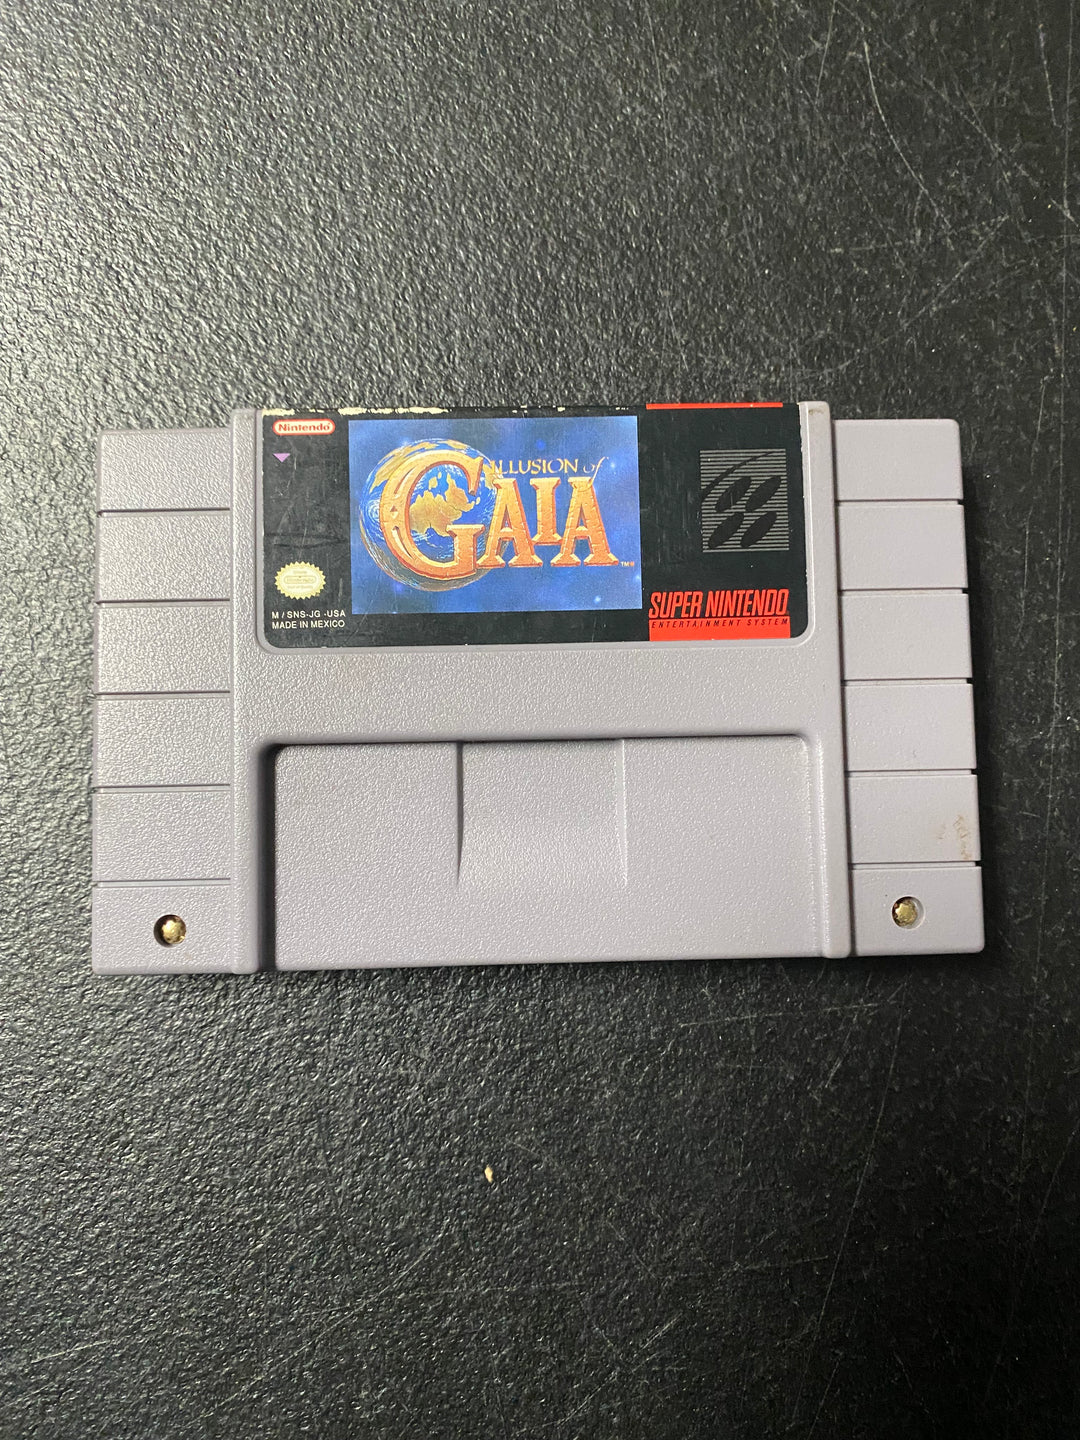 Nintendo
ILLUSION of
GAIA
TM®
M / SNS-JG -USA
MADE IN MEXICO
SUPER NINTENDO
ENTERTAINMENT SYSTEM